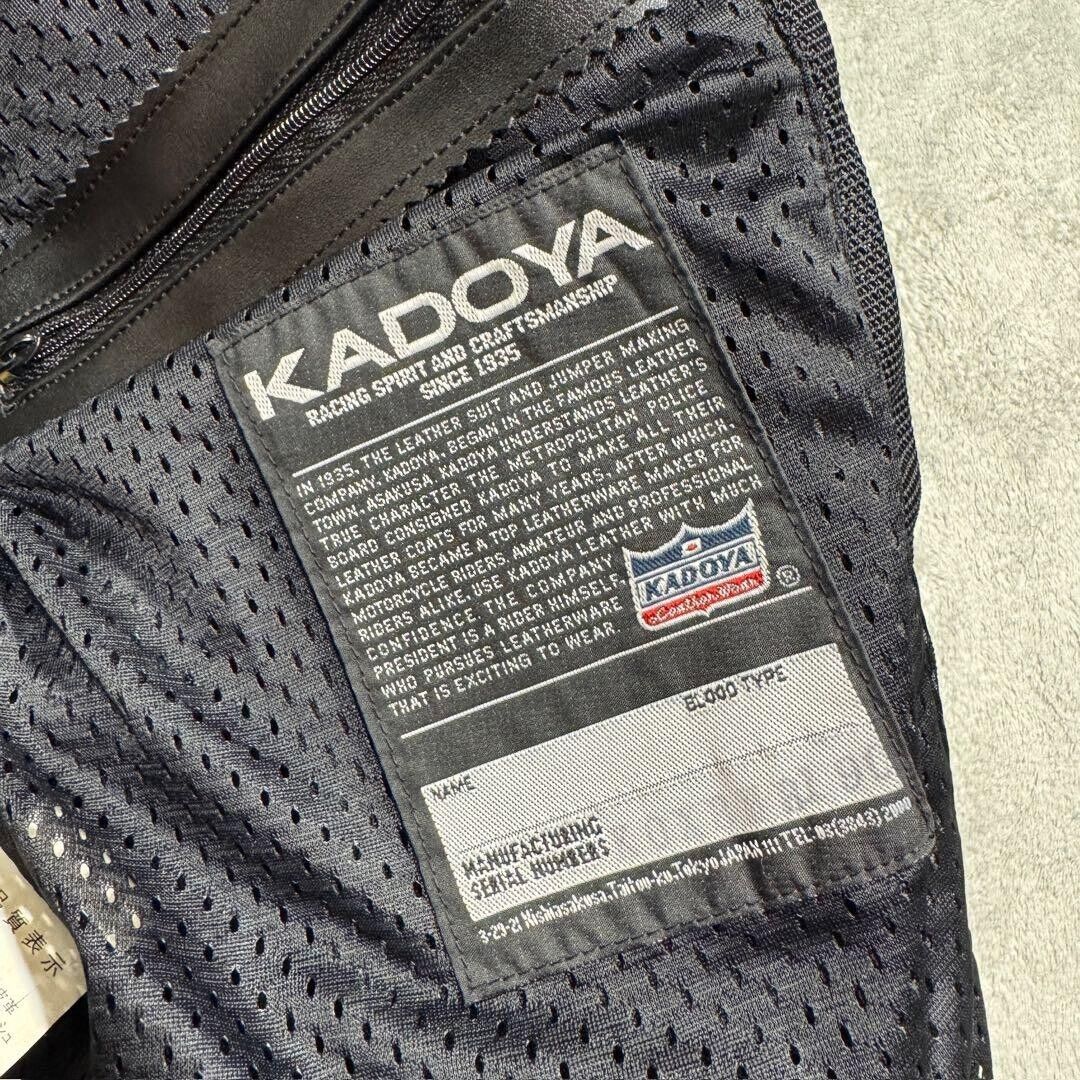 KADOYA
RACING SPIRIT AND CRAFTSMANSHIP
SINCE 1935
IN 1935, THE LEATHER SUIT AND JUMPER MAKING
COMPANY, KADOYA, BEGAN IN THE FAMOUS LEATHER
TOWN, ASAKUSA. KADOYA UNDERSTANDS LEATHER'S
TRUE CHARACTER. THE METROPOLITAN POLICE
BOARD CONSIGNED KADOYA TO MAKE ALL THEIR
LEATHER COATS FOR MANY YEARS, AFTER WHICH,
KADOYA BECAME A TOP LEATHERWARE MAKER FOR
MOTORCYCLE RIDERS. AMATEUR AND PROFESSIONAL
RIDERS ALIKE, USE KADOYA LEATHER WITH MUCH
CONFIDENCE. THE COMPANY
PRESIDENT IS A RIDER HIMSELF
WHO PURSUES LEATHERWARE
THAT IS EXCITING TO WEAR.
KADOYA
Leather Wear
®
BLOOD TYPE
NAME
MANUFACTURING
SERIAL NUMBERS
3-29-21 Nishiasakusa.Taitou-ku.Tokyo JAPAN 111 TEL 03(3843)2000
品質表示